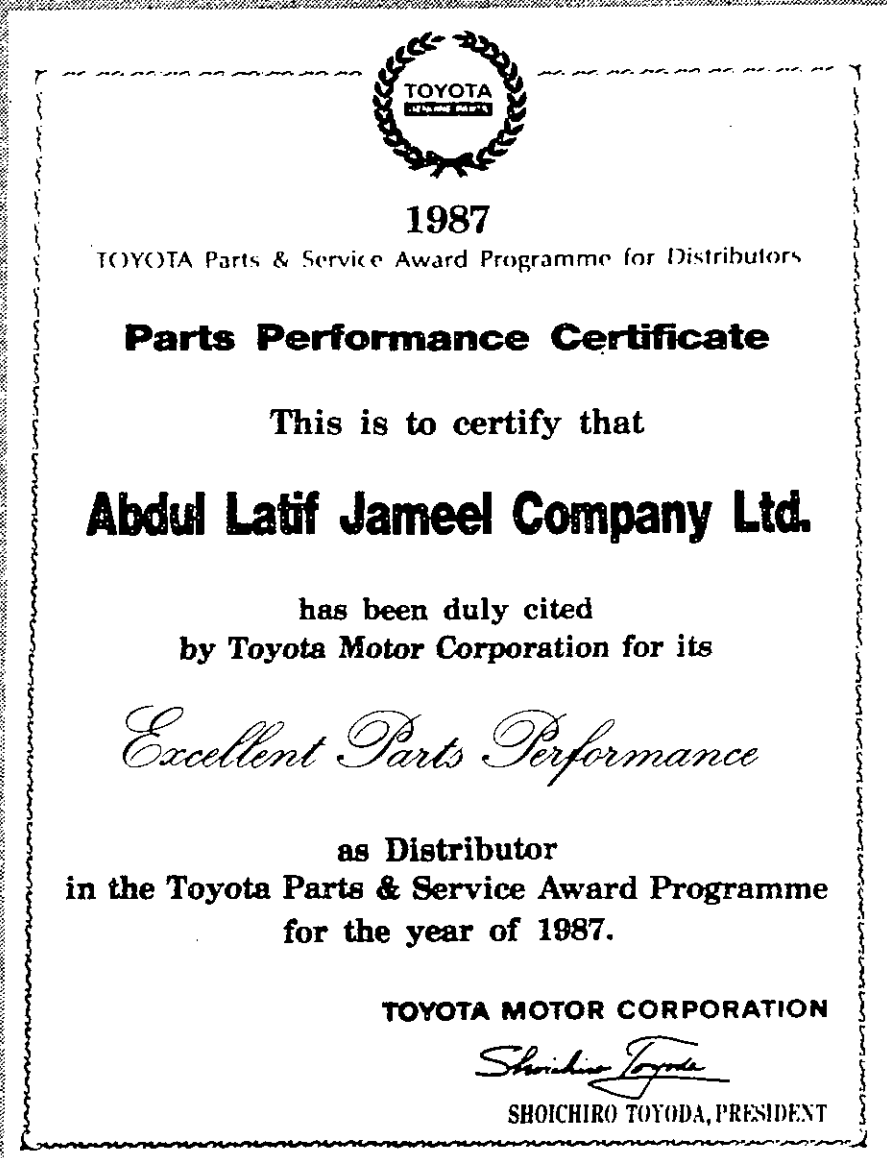 TOYOTA
GENUINE PARTS
1987
TOYOTA Parts & Service Award Programme for Distributors
Parts Performance Certificate
This is to certify that
Abdul Latif Jameel Company Ltd.
has been duly cited
by Toyota Motor Corporation for its
Excellent Parts Performance
as Distributor
in the Toyota Parts & Service Award Programme
for the year of 1987.
TOYOTA MOTOR CORPORATION
Shoichiro Toyoda
SHOICHIRO TOYODA, PRESIDENT